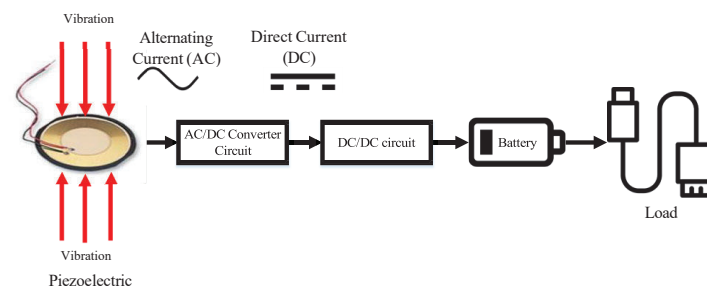 Vibration
Alternating
Current (AC)
Direct Current
(DC)
AC/DC Converter
Circuit
DC/DC circuit
Battery
Load
Vibration
Piezoelectric